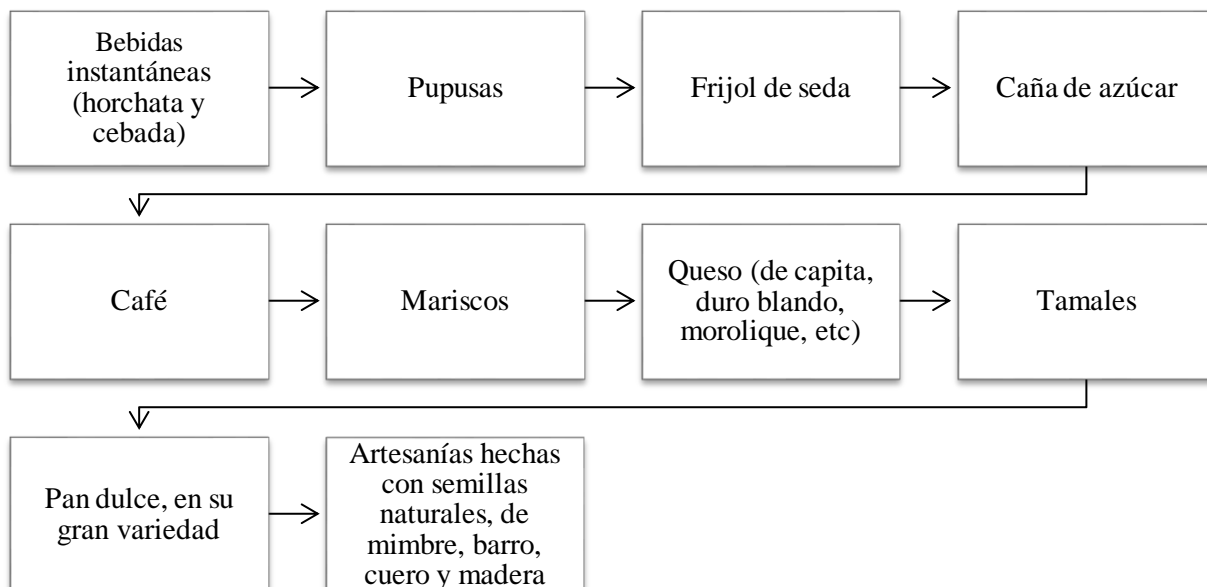 Bebidas
instantáneas
(horchata y
cebada)
Pupusas
Frijol de seda
Caña de azúcar
Café
Mariscos
Queso (de capita,
duro blando,
morolique, etc)
Tamales
Pan dulce, en su
gran variedad
Artesanías hechas
con semillas
naturales, de
mimbre, barro,
cuero y madera